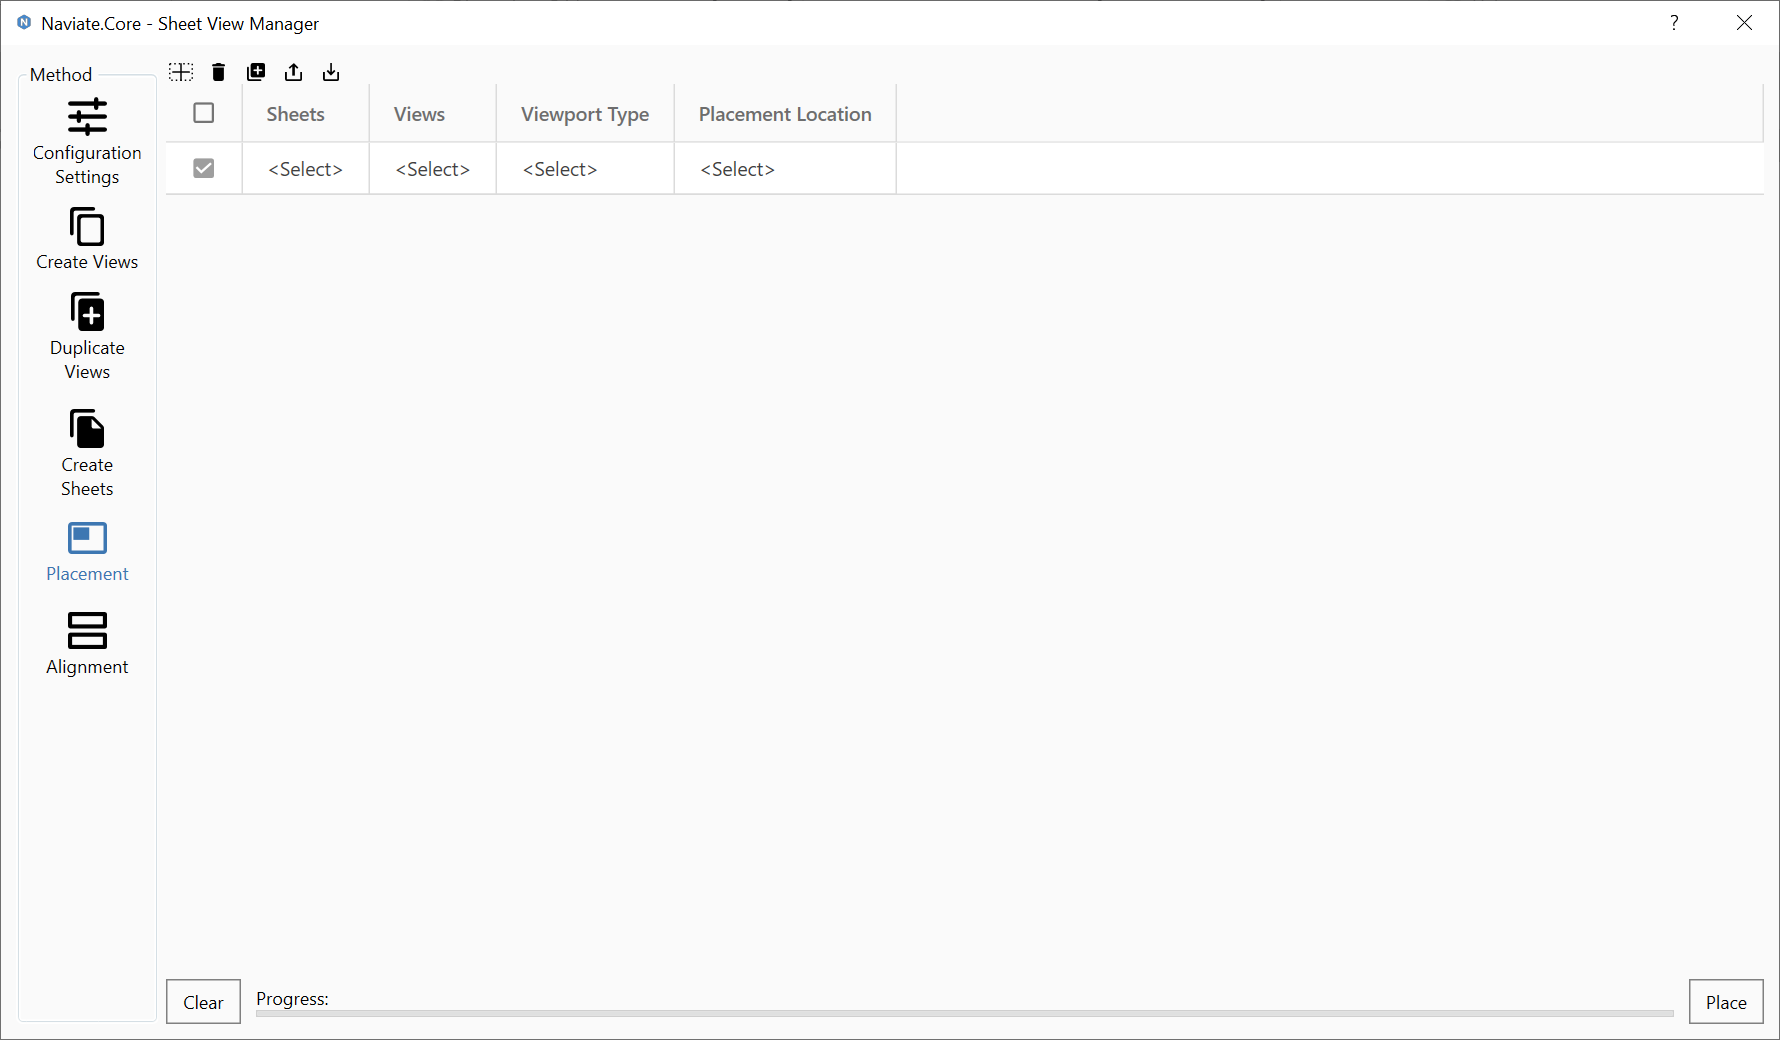 Naviate.Core - Sheet View Manager
?
Method
Configuration
Settings
Create Views
Duplicate
Views
Create
Sheets
Placement
Alignment
Sheets Views Viewport Type Placement Location
<Select> <Select> <Select> <Select>
Clear
Progress:
Place